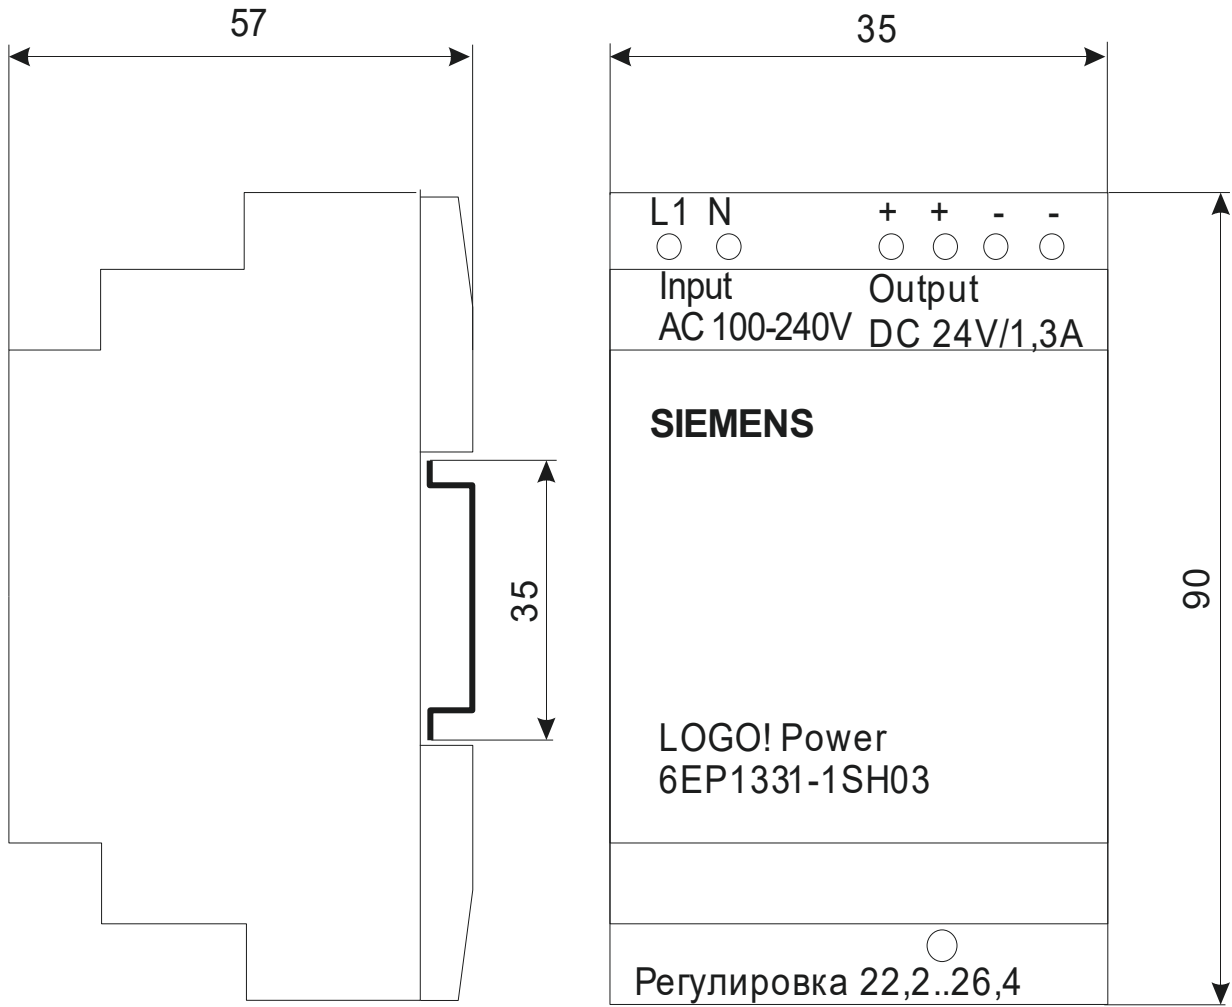 57
35
L1 N + + - -
Input Output
AC 100-240V DC 24V/1,3A
SIEMENS
35
90
LOGO! Power
6EP1331-1SH03
Регулировка 22,2..26,4